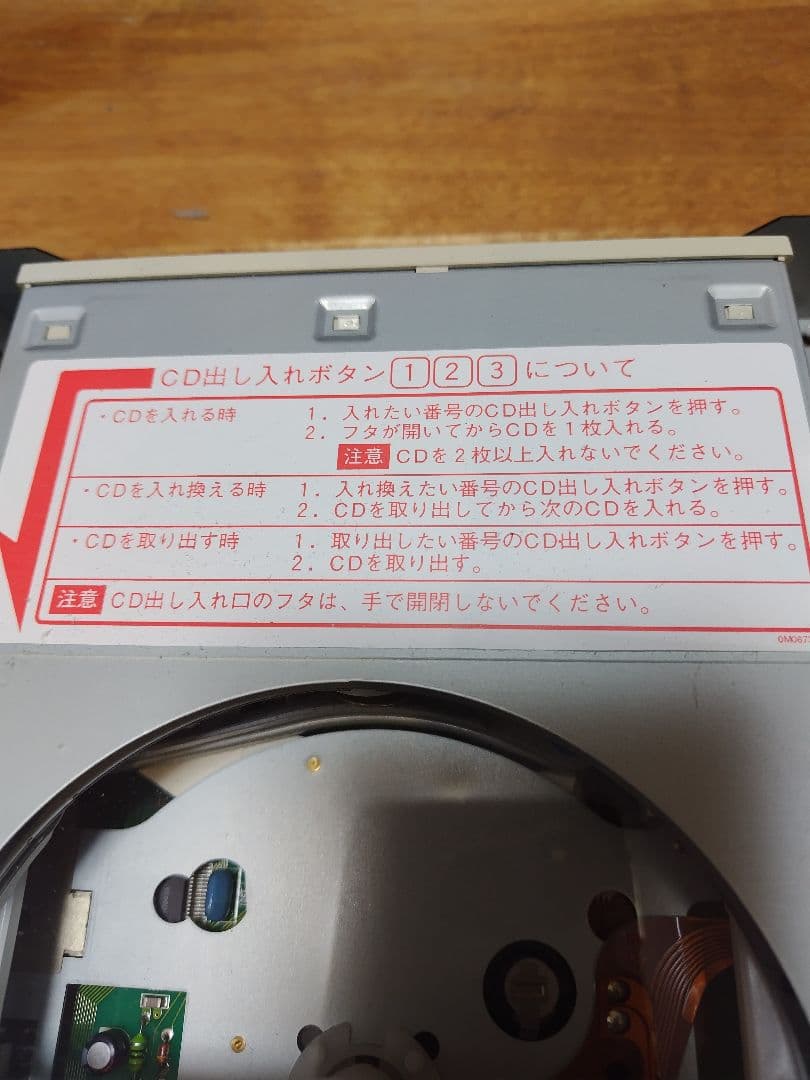 CD出し入れボタン 1 2 3 について
・CDを入れる時 1．入れたい番号のCD出し入れボタンを押す。
2．フタが開いてからCDを1枚入れる。
注意 CDを2枚以上入れないでください。
・CDを入れ換える時 1．入れ換えたい番号のCD出し入れボタンを押す。
2．CDを取り出してから次のCDを入れる。
・CDを取り出す時 1．取り出したい番号のCD出し入れボタンを押す。
2．CDを取り出す。
注意 CD出し入れ口のフタは、手で開閉しないでください。